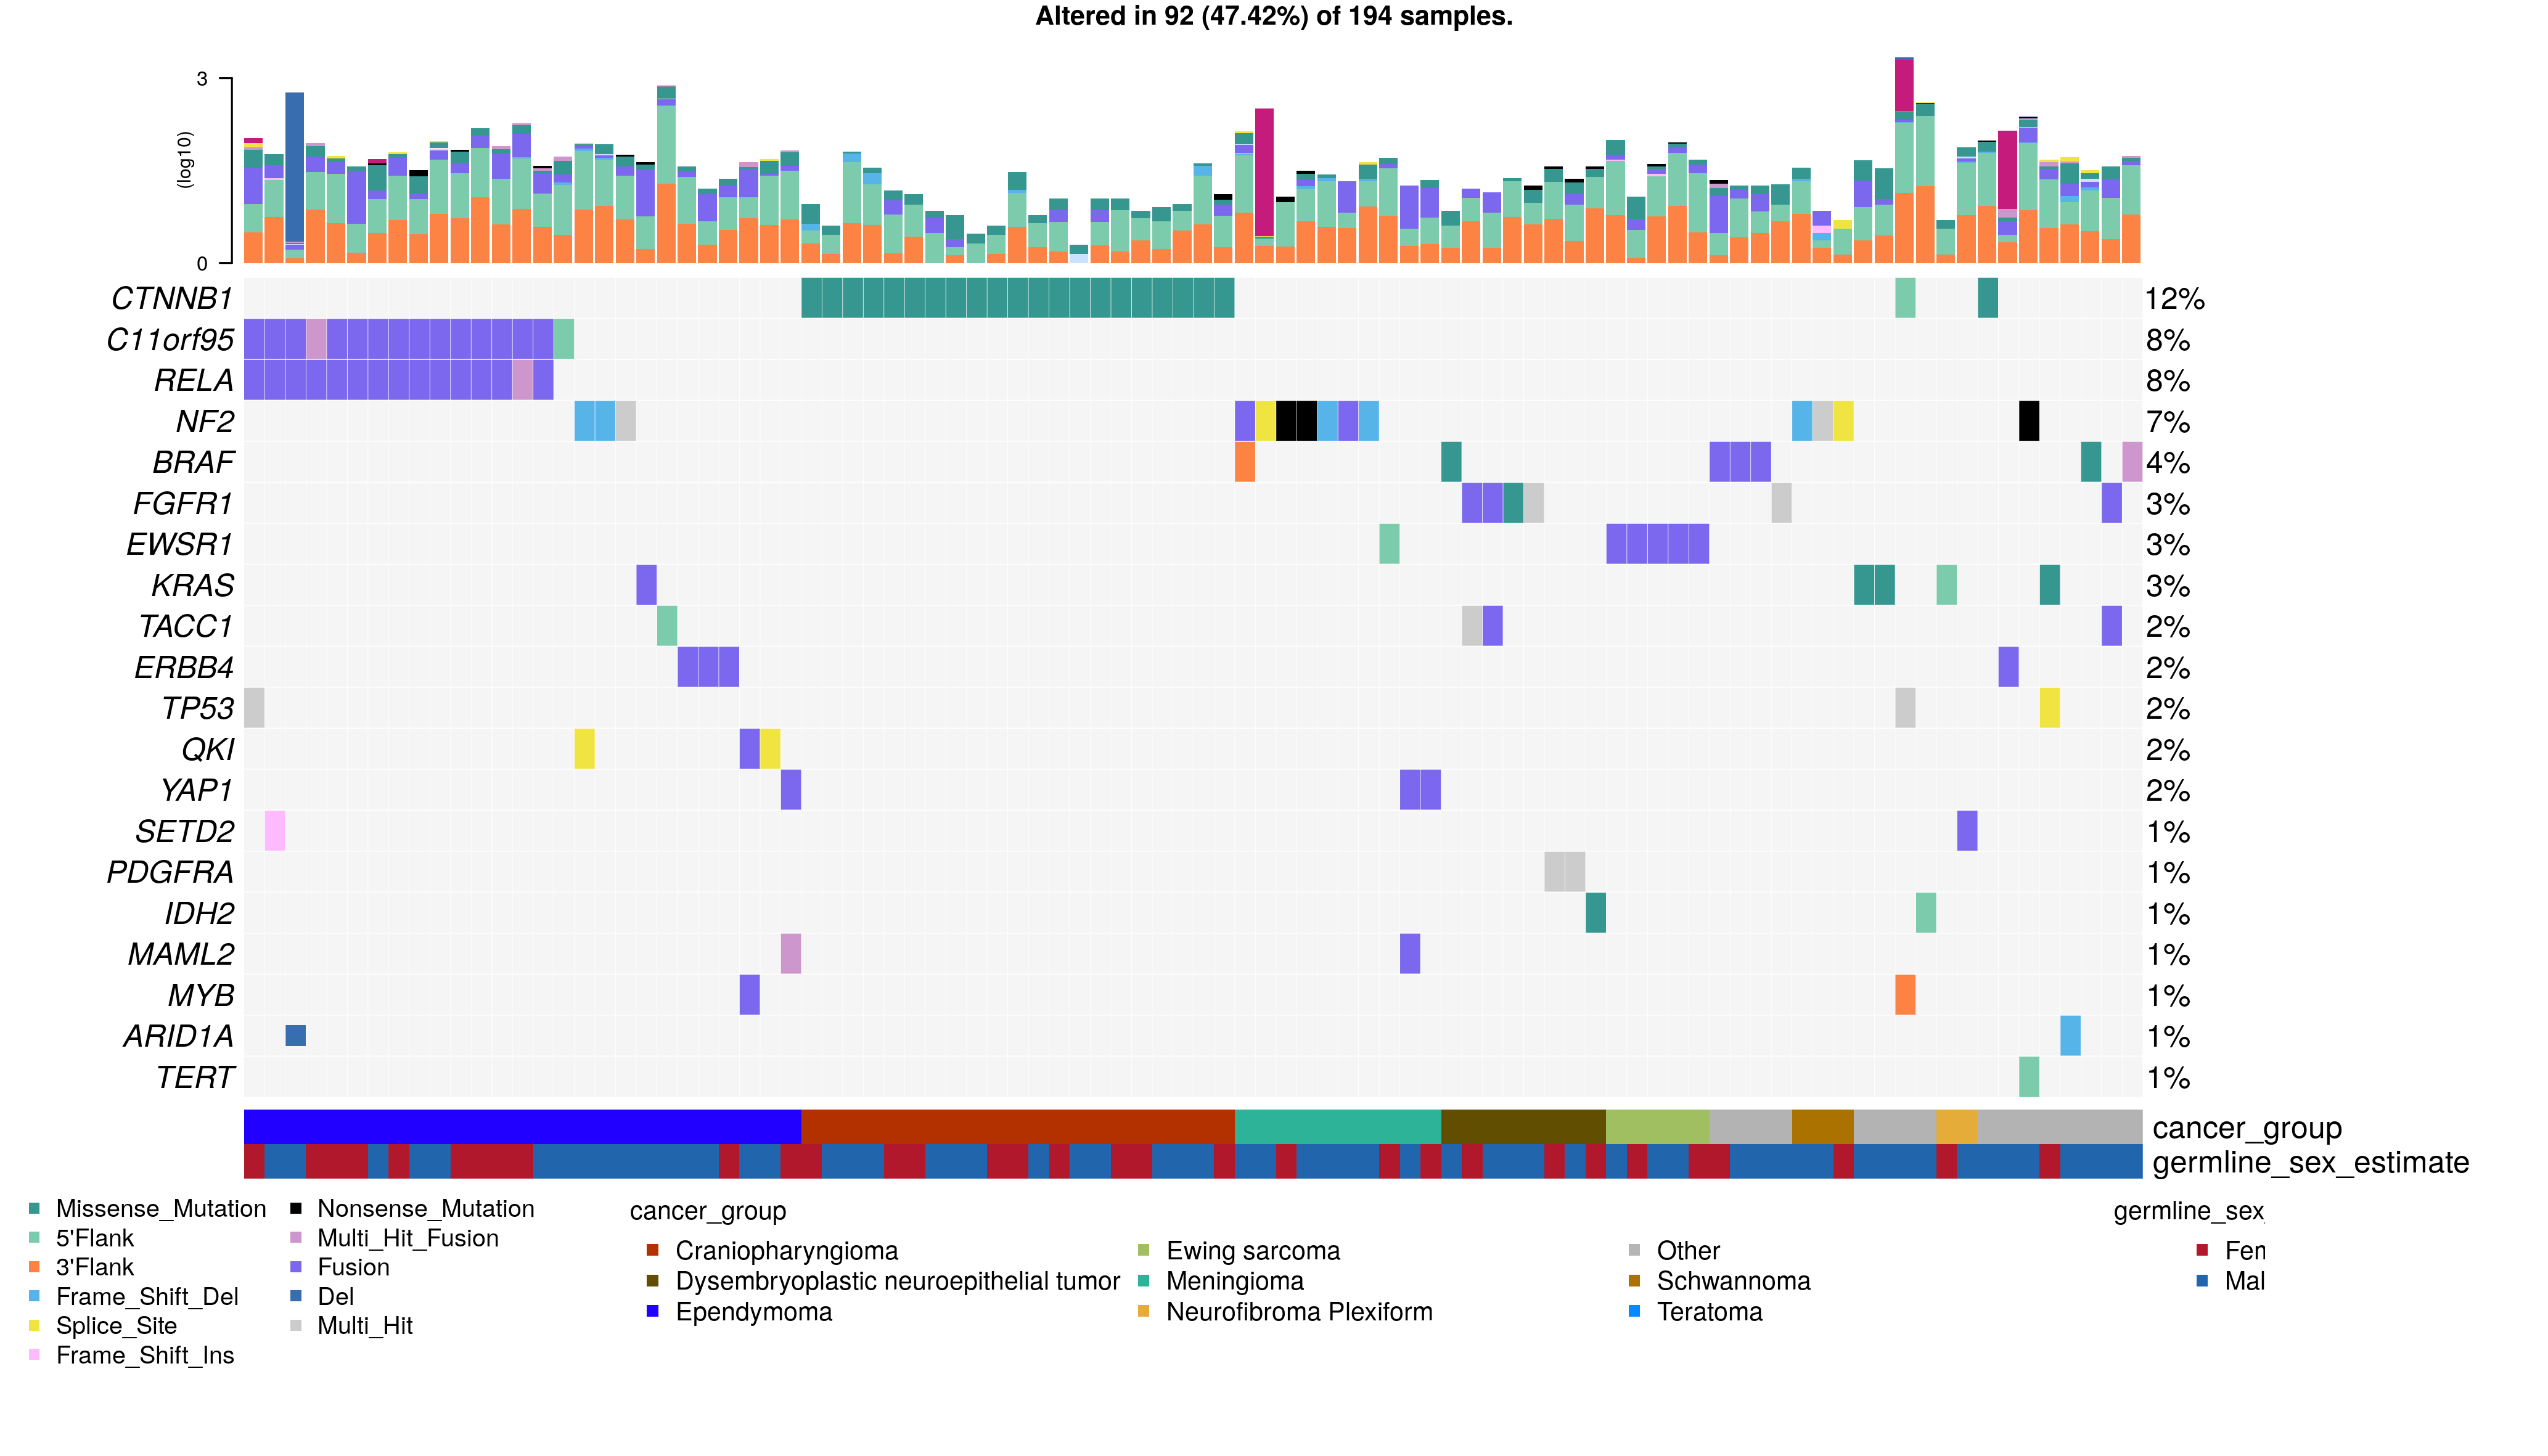 Altered in 92 (47.42%) of 194 samples.
3
(log10)
0
CTNNB1 12%
C11orf95 8%
RELA 8%
NF2 7%
BRAF 4%
FGFR1 3%
EWSR1 3%
KRAS 3%
TACC1 2%
ERBB4 2%
TP53 2%
QKI 2%
YAP1 2%
SETD2 1%
PDGFRA 1%
IDH2 1%
MAML2 1%
MYB 1%
ARID1A 1%
TERT 1%
cancer_group
germline_sex_estimate
Missense_Mutation
5'Flank
3'Flank
Frame_Shift_Del
Splice_Site
Frame_Shift_Ins
Nonsense_Mutation
Multi_Hit_Fusion
Fusion
Del
Multi_Hit
cancer_group
Craniopharyngioma
Dysembryoplastic neuroepithelial tumor
Ependymoma
Ewing sarcoma
Meningioma
Neurofibroma Plexiform
Other
Schwannoma
Teratoma
germline_sex
Fen
Mal